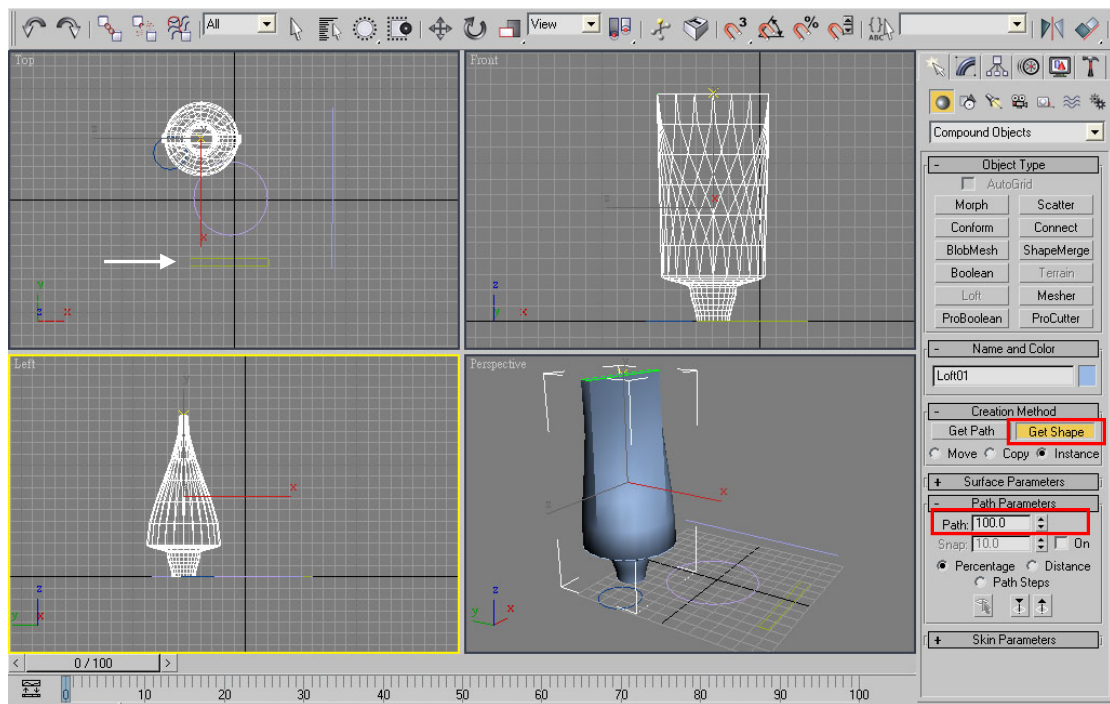 All
View
ABC
Top
Front
Compound Objects
- Object Type
AutoGrid
Morph Scatter
Conform Connect
BlobMesh ShapeMerge
Boolean Terrain
Loft Mesher
ProBoolean ProCutter
- Name and Color
Loft01
- Creation Method
Get Path Get Shape
Move Copy Instance
+ Surface Parameters
- Path Parameters
Path: 100.0
Snap: 10.0 On
Percentage Distance
Path Steps
+ Skin Parameters
x
y
z x
z
x
z
y x
Left
Perspective
y
x
z
y x
y
z
x
z
y x
< 0 / 100 >
0 10 20 30 40 50 60 70 80 90 100